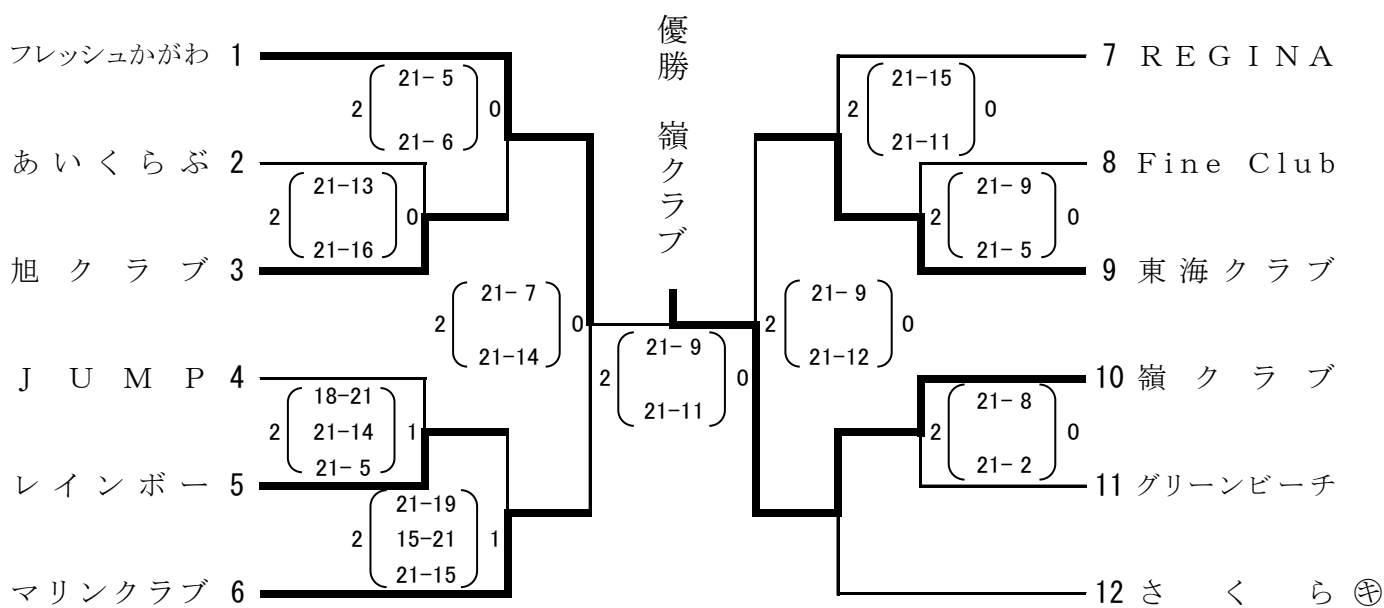 優勝 嶺クラブ
フレッシュかがわ 1
2 21- 5 0
21- 6
あいくらぶ 2
2 21-13 0
21-16
旭クラブ 3
2 21- 7 0
21-14
JUMP 4
18-21
2 21-14 1
21- 5
レインボー 5
21-19
2 15-21 1
21-15
マリンクラブ 6
21- 9
2 0
21-11
7 REGINA
21-15
2 0
21-11
8 Fine Club
21- 9
2 0
21- 5
9 東海クラブ
21- 9
2 0
21-12
10 嶺クラブ
21- 8
2 0
21- 2
11 グリーンビーチ
12 さくら ㋖